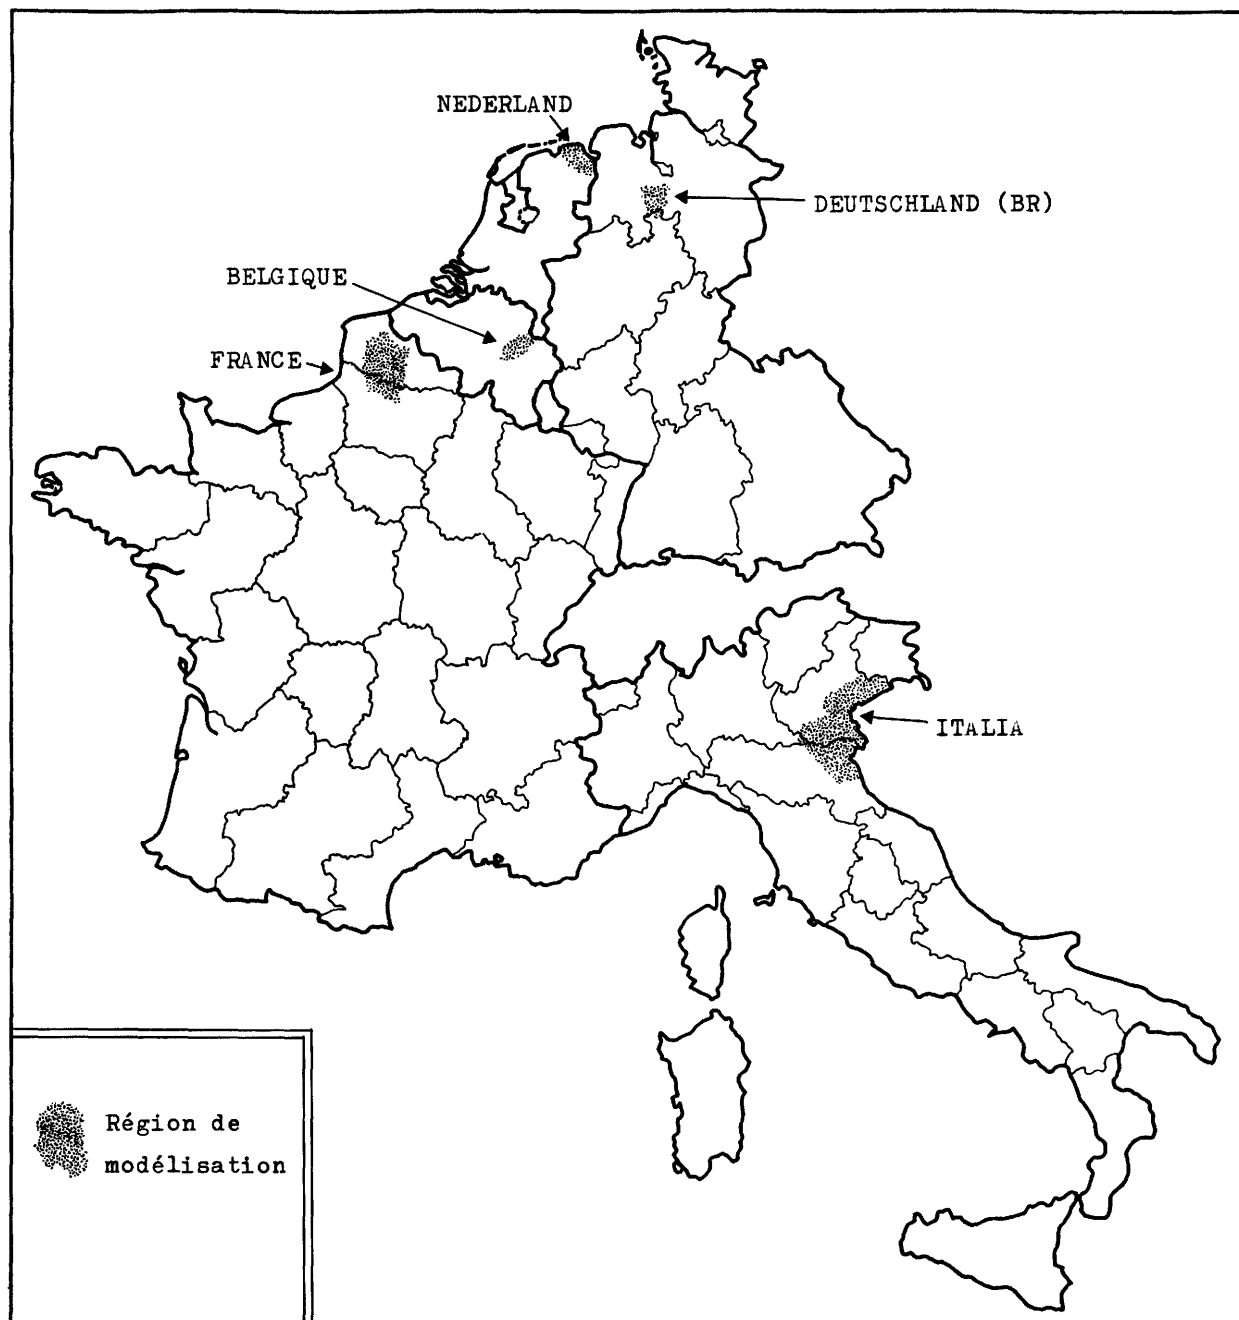 NEDERLAND
DEUTSCHLAND (BR)
BELGIQUE
FRANCE
ITALIA
Région de
modélisation